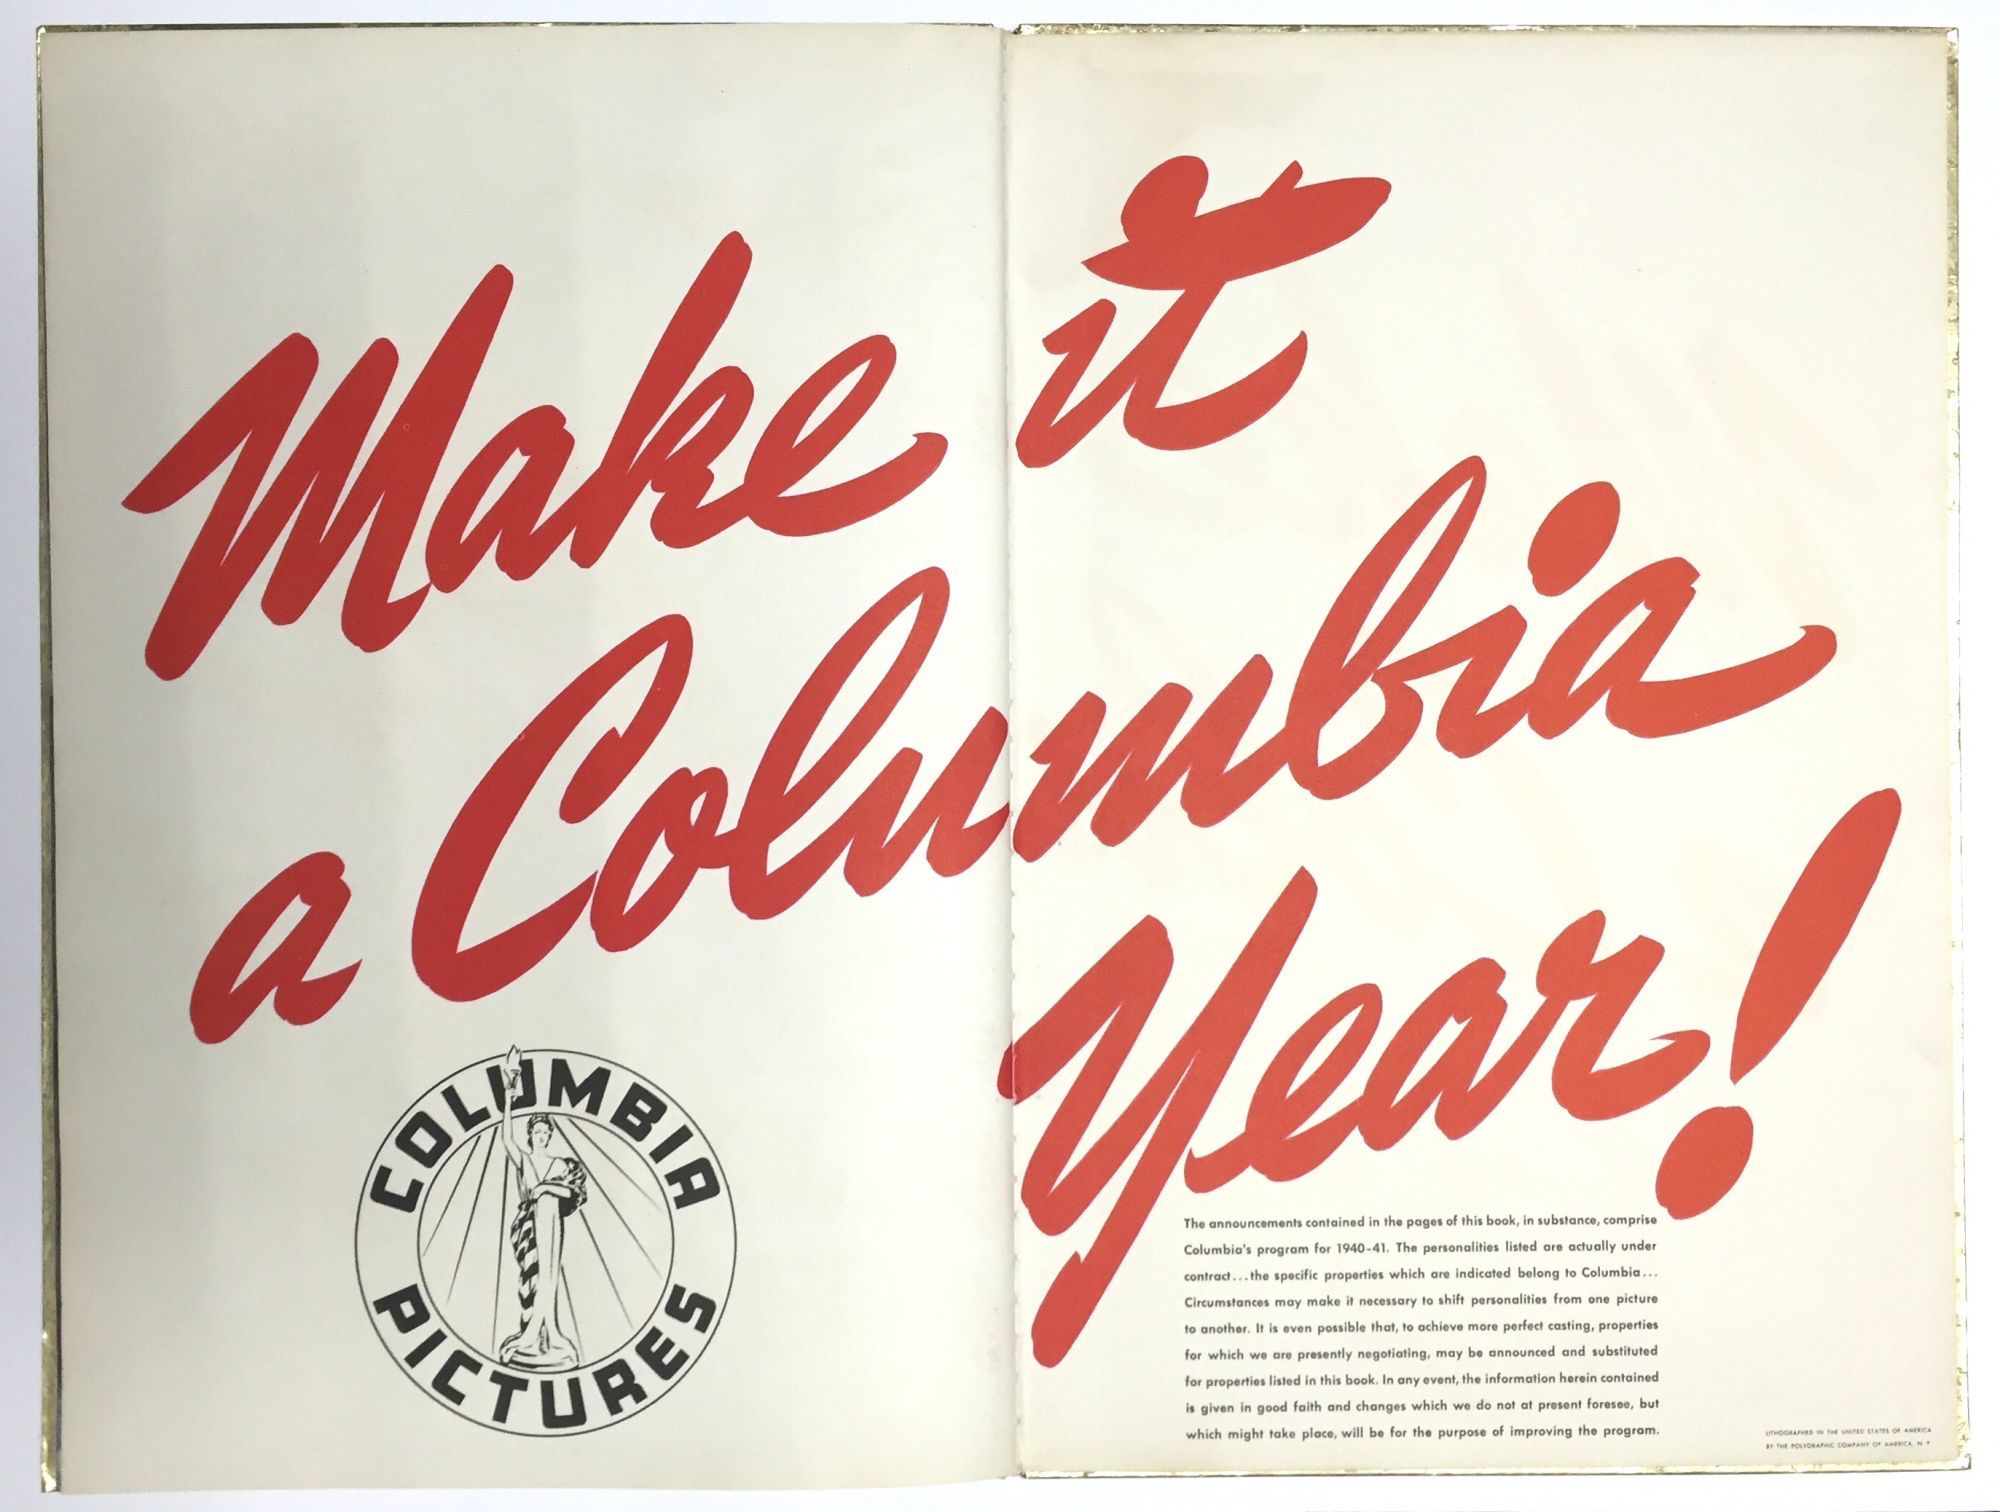 Make it
a Columbia
Year!
COLUMBIA
PICTURES
The announcements contained in the pages of this book, in substance, comprise
Columbia's program for 1940-41. The personalities listed are actually under
contract...the specific properties which are indicated belong to Columbia...
Circumstances may make it necessary to shift personalities from one picture
to another. It is even possible that, to achieve more perfect casting, properties
for which we are presently negotiating, may be announced and substituted
for properties listed in this book. In any event, the information herein contained
is given in good faith and changes which we do not at present foresee, but
which might take place, will be for the purpose of improving the program.
LITHOGRAPHED IN THE UNITED STATES OF AMERICA
BY THE POLYGRAPHIC COMPANY OF AMERICA, N. Y.